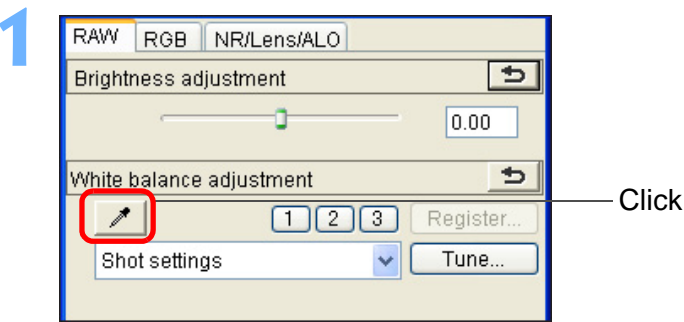 1
RAW RGB NR/Lens/ALO
Brightness adjustment
0.00
White balance adjustment
Click
1 2 3 Register...
Shot settings Tune...